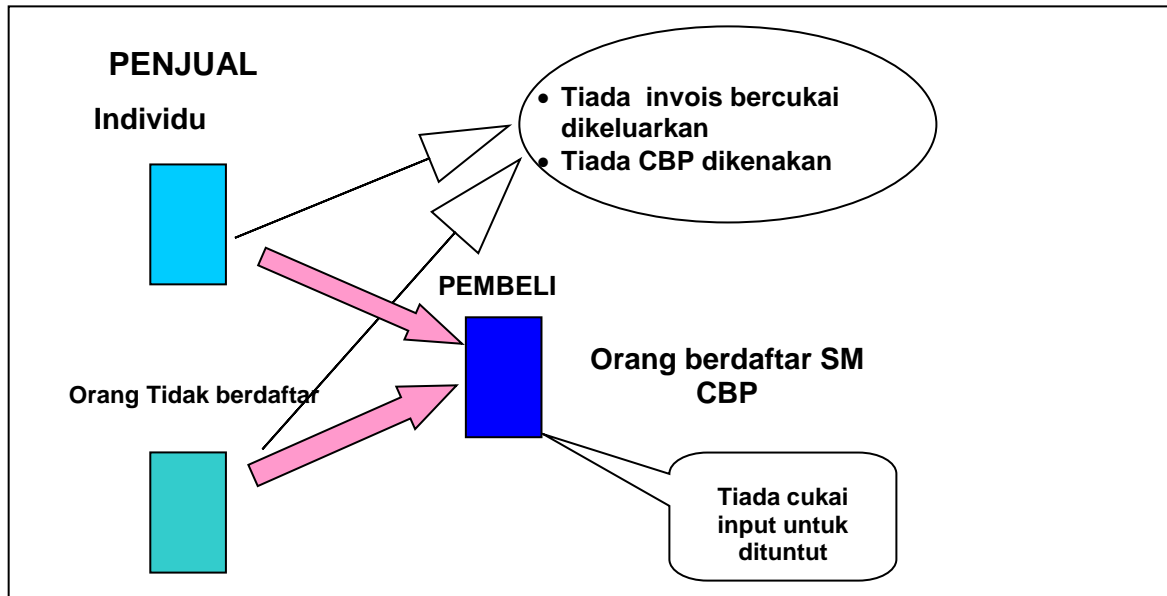 PENJUAL
Individu
• Tiada invois bercukai
dikeluarkan
• Tiada CBP dikenakan
PEMBELI
Orang berdaftar SM
CBP
Orang Tidak berdaftar
Tiada cukai
input untuk
dituntut